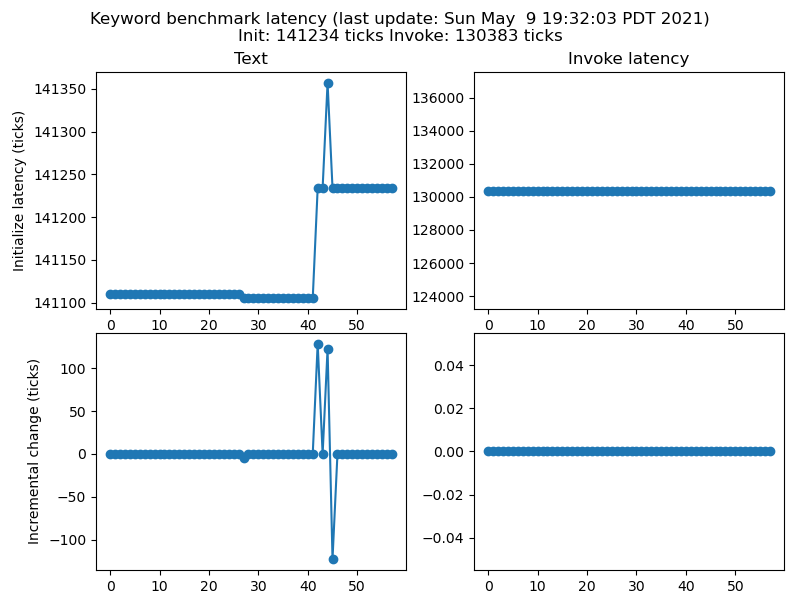 Keyword benchmark latency (last update: Sun May  9 19:32:03 PDT 2021)
Init: 141234 ticks Invoke: 130383 ticks
Text
Invoke latency
Initialize latency (ticks)
141350
141300
141250
141200
141150
141100
0 10 20 30 40 50
136000
134000
132000
130000
128000
126000
124000
0 10 20 30 40 50
Incremental change (ticks)
100
50
0
−50
−100
0 10 20 30 40 50
0.04
0.02
0.00
−0.02
−0.04
0 10 20 30 40 50